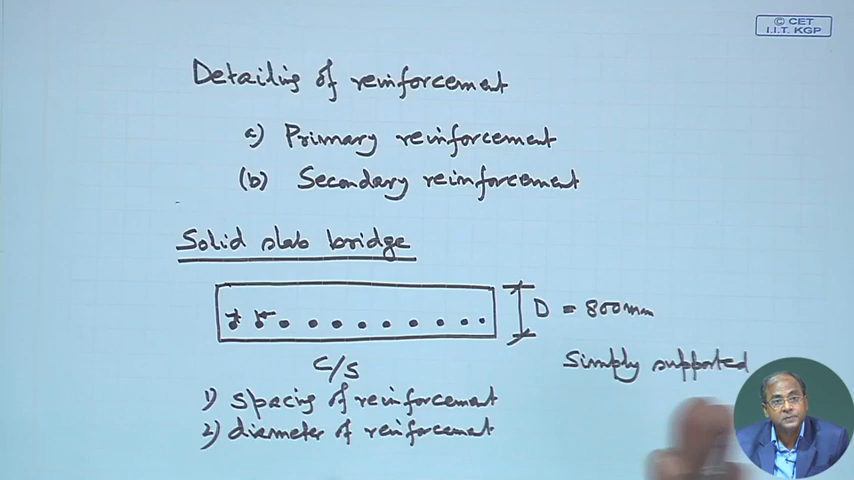 © CET
I.I.T. KGP
Detailing of reinforcement
a) Primary reinforcement
(b) Secondary reinforcement
Solid slab bridge
D = 800mm
C/S
Simply supported
1) spacing of reinforcement
2) diameter of reinforcement